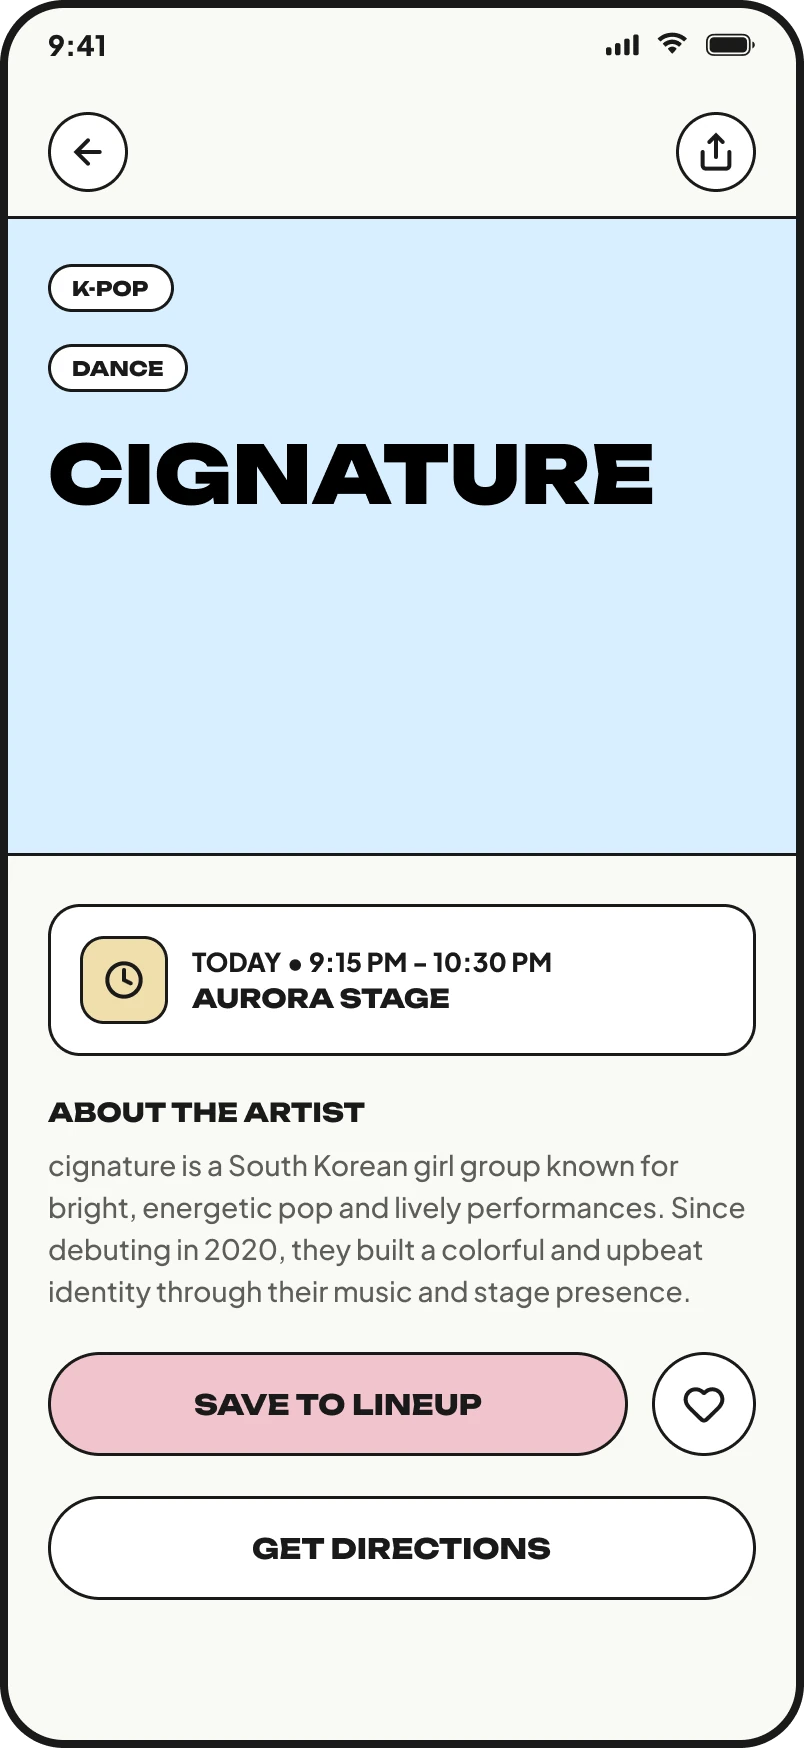 9:41
K-POP
DANCE
CIGNATURE
TODAY • 9:15 PM – 10:30 PM
AURORA STAGE
ABOUT THE ARTIST
cignature is a South Korean girl group known for
bright, energetic pop and lively performances. Since
debuting in 2020, they built a colorful and upbeat
identity through their music and stage presence.
SAVE TO LINEUP
GET DIRECTIONS